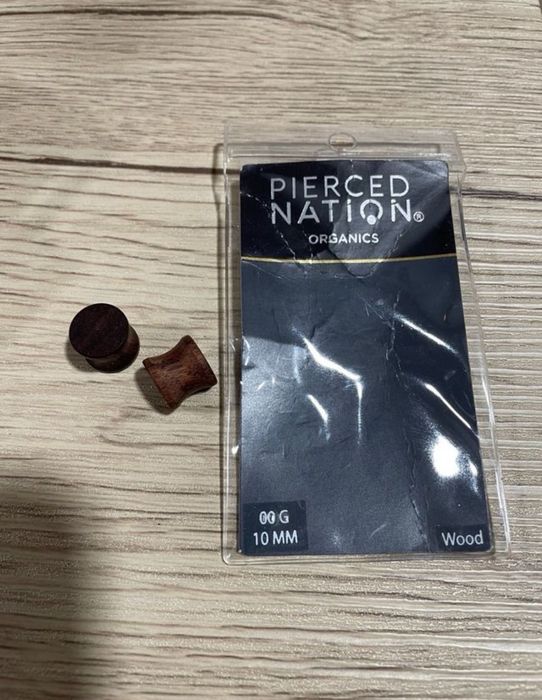 PIERCED
NATION®
ORGANICS
00 G
10 MM
Wood